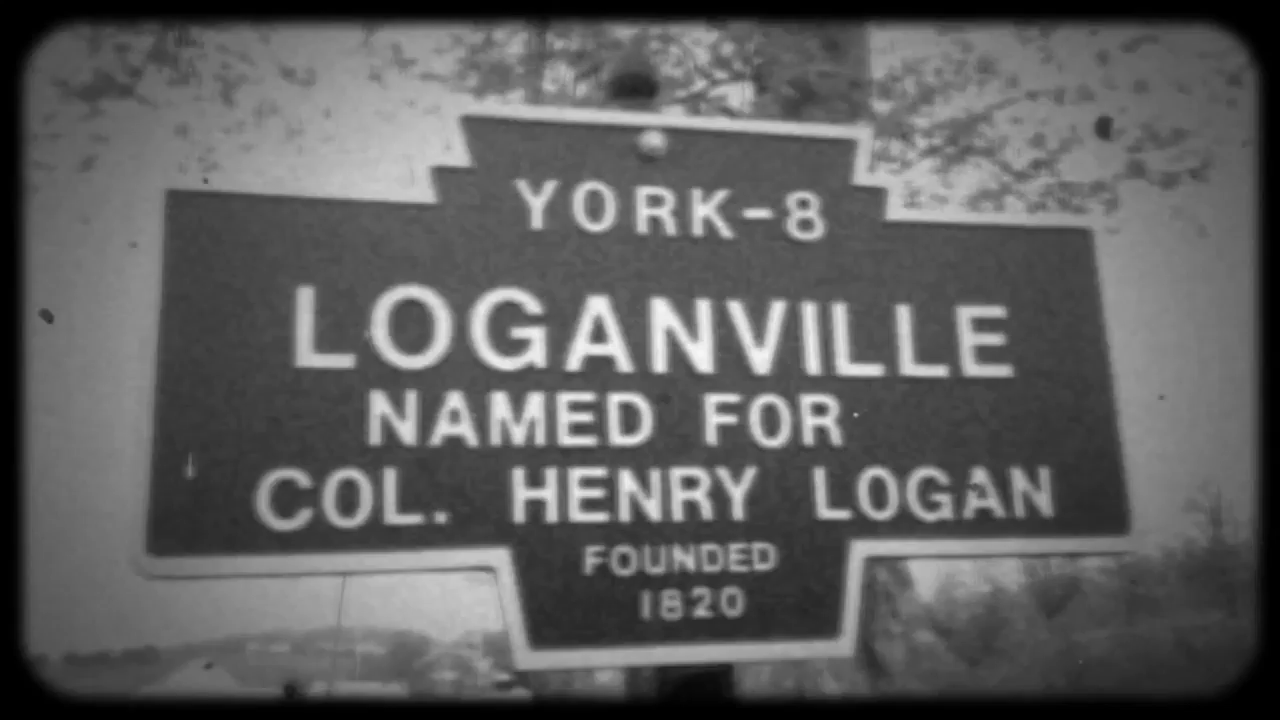 YORK-8
LOGANVILLE
NAMED FOR
COL. HENRY LOGAN
FOUNDED
1820